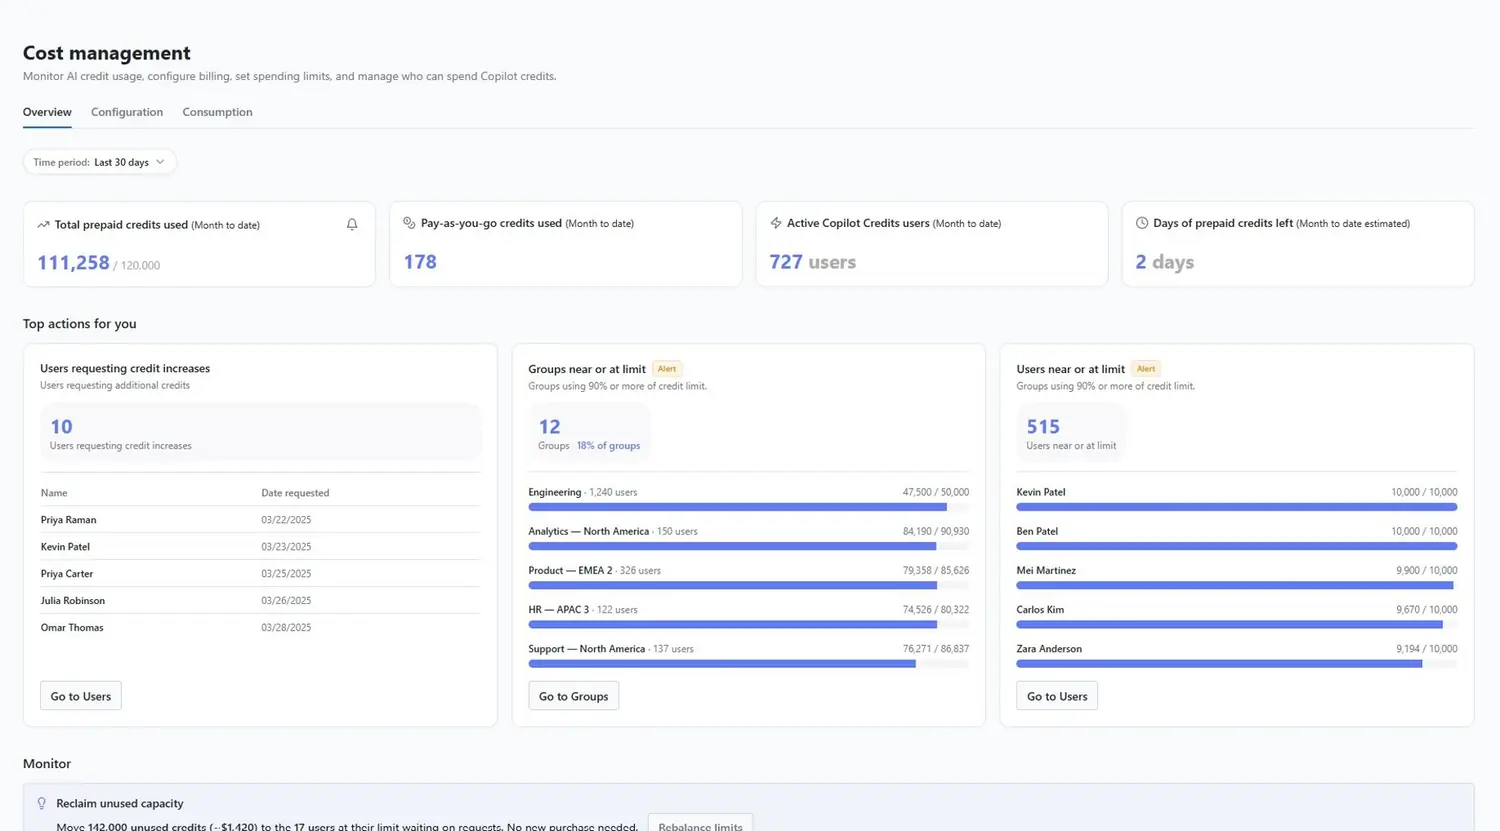 Cost management
Monitor AI credit usage, configure billing, set spending limits, and manage who can spend Copilot credits.
Overview Configuration Consumption
Time period: Last 30 days
Total prepaid credits used (Month to date)
111,258 / 120,000
Pay-as-you-go credits used (Month to date)
178
Active Copilot Credits users (Month to date)
727 users
Days of prepaid credits left (Month to date estimated)
2 days
Top actions for you
Users requesting credit increases
Users requesting additional credits
10
Users requesting credit increases
Name Date requested
Priya Raman 03/22/2025
Kevin Patel 03/23/2025
Priya Carter 03/25/2025
Julia Robinson 03/26/2025
Omar Thomas 03/28/2025
Go to Users
Groups near or at limit Alert
Groups using 90% or more of credit limit.
12
Groups 18% of groups
Engineering · 1,240 users 47,500 / 50,000
Analytics — North America · 150 users 84,190 / 90,930
Product — EMEA 2 · 326 users 79,358 / 85,626
HR — APAC 3 · 122 users 74,526 / 80,322
Support — North America · 137 users 76,271 / 86,837
Go to Groups
Users near or at limit Alert
Groups using 90% or more of credit limit.
515
Users near or at limit
Kevin Patel 10,000 / 10,000
Ben Patel 10,000 / 10,000
Mei Martinez 9,900 / 10,000
Carlos Kim 9,670 / 10,000
Zara Anderson 9,194 / 10,000
Go to Users
Monitor
Reclaim unused capacity
Move 142,000 unused credits (~$1,420) to the 17 users at their limit waiting on requests. No new purchase needed. Rebalance limits